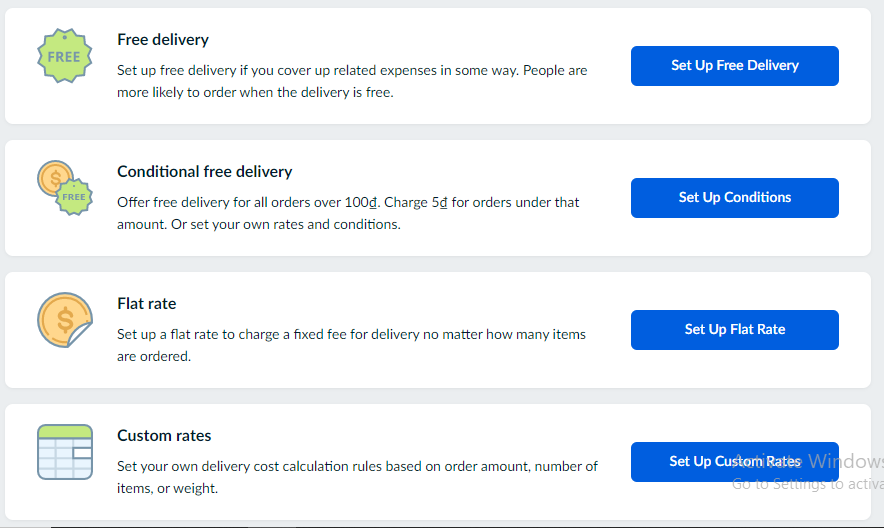 Free delivery
FREE
Set up free delivery if you cover up related expenses in some way. People are
more likely to order when the delivery is free.
Set Up Free Delivery
Conditional free delivery
$
FREE
Offer free delivery for all orders over 100₫. Charge 5₫ for orders under that
amount. Or set your own rates and conditions.
Set Up Conditions
Flat rate
$
Set up a flat rate to charge a fixed fee for delivery no matter how many items
are ordered.
Set Up Flat Rate
Custom rates
Set your own delivery cost calculation rules based on order amount, number of
items, or weight.
Set Up Custom Rates
Activate Windows
Go to Settings to activa